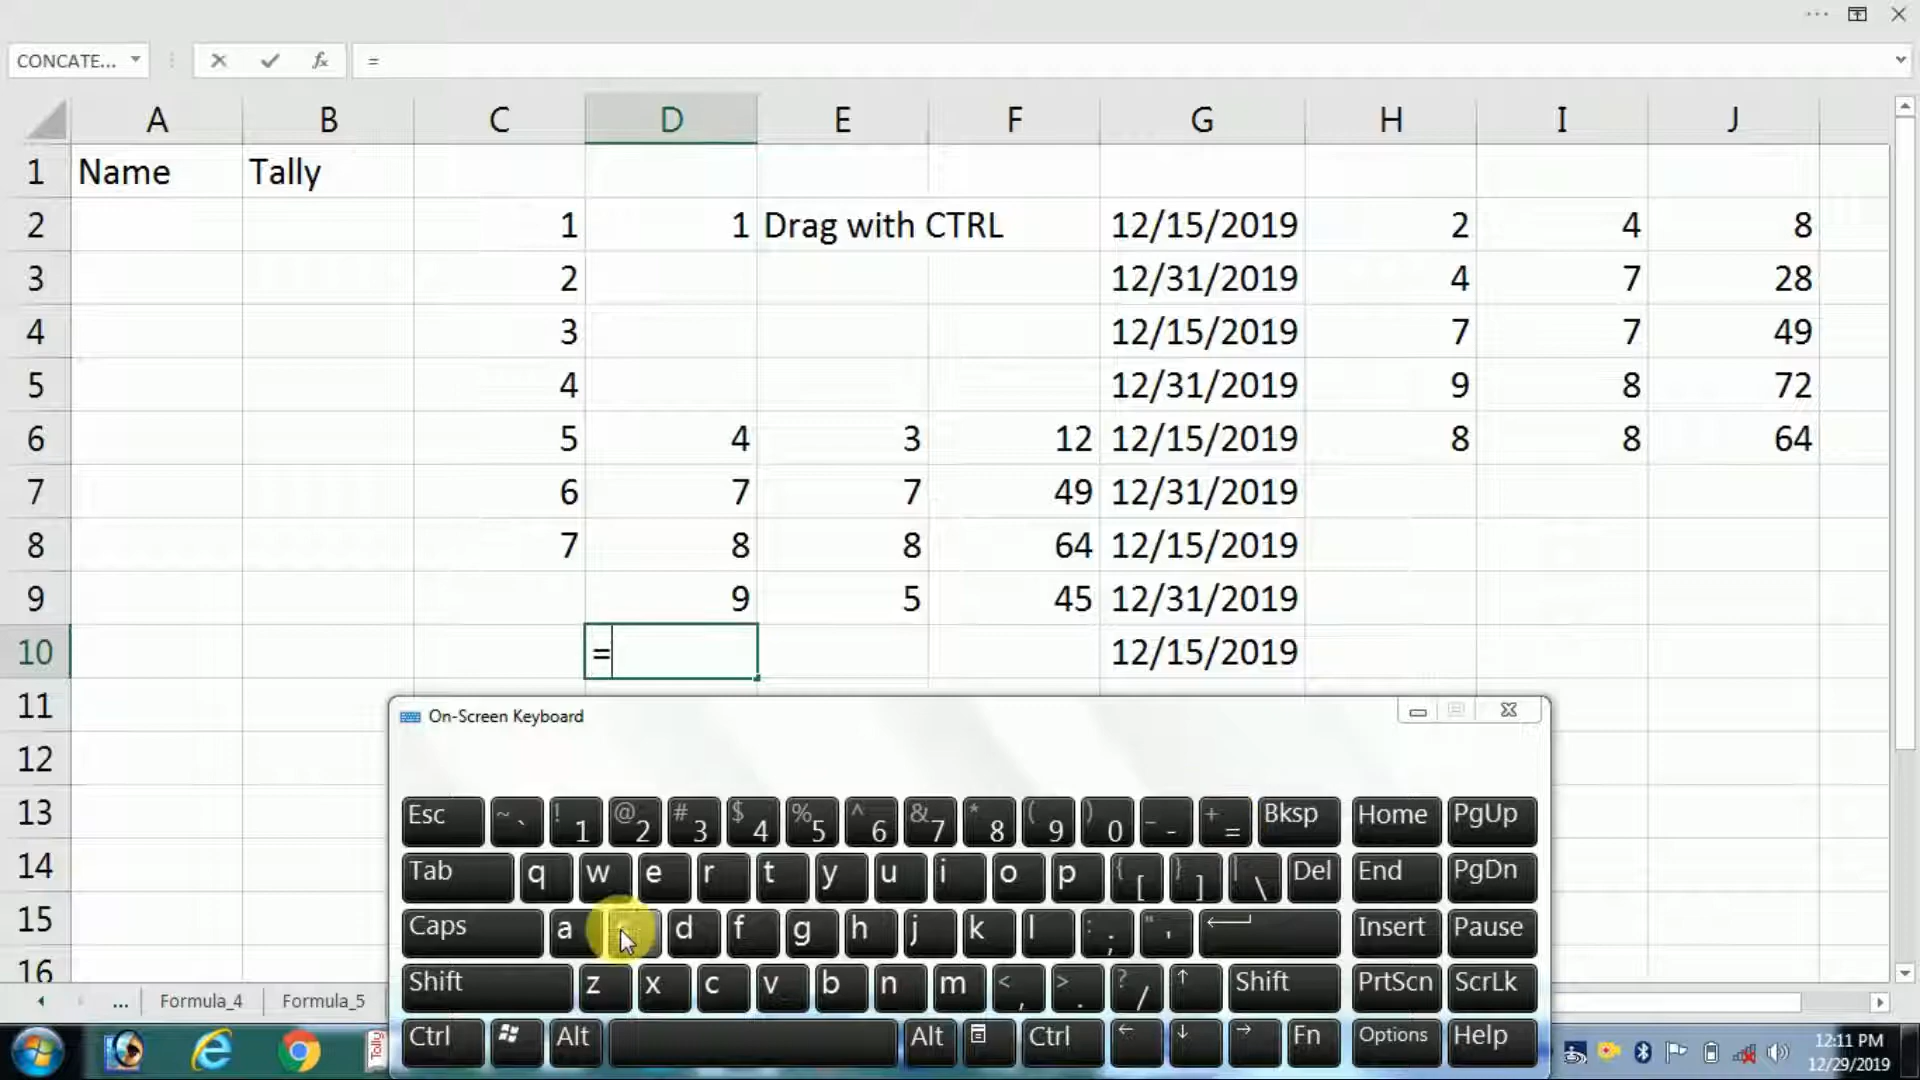 CONCATE... =
A B C D E F G H I J
1 Name Tally
2 1 1 Drag with CTRL 12/15/2019 2 4 8
3 2 12/31/2019 4 7 28
4 3 12/15/2019 7 7 49
5 4 12/31/2019 9 8 72
6 5 4 3 12 12/15/2019 8 8 64
7 6 7 7 49 12/31/2019
8 7 8 8 64 12/15/2019
9 9 5 45 12/31/2019
10 = 12/15/2019
11
On-Screen Keyboard
12
13
Esc ~ ` ! 1 @ 2 # 3 $ 4 % 5 ^ 6 & 7 * 8 ( 9 ) 0 _ - + = Bksp Home PgUp
14
Tab q w e r t y u i o p { [ } ] | \ Del End PgDn
15
Caps a d f g h j k l : ; " ' Insert Pause
16
Shift z x c v b n m < , > . ? / ↑ Shift PrtScn ScrLk
... Formula_4 Formula_5
Ctrl Alt Alt Ctrl ← ↓ → Fn Options Help
Tally
12:11 PM
12/29/2019